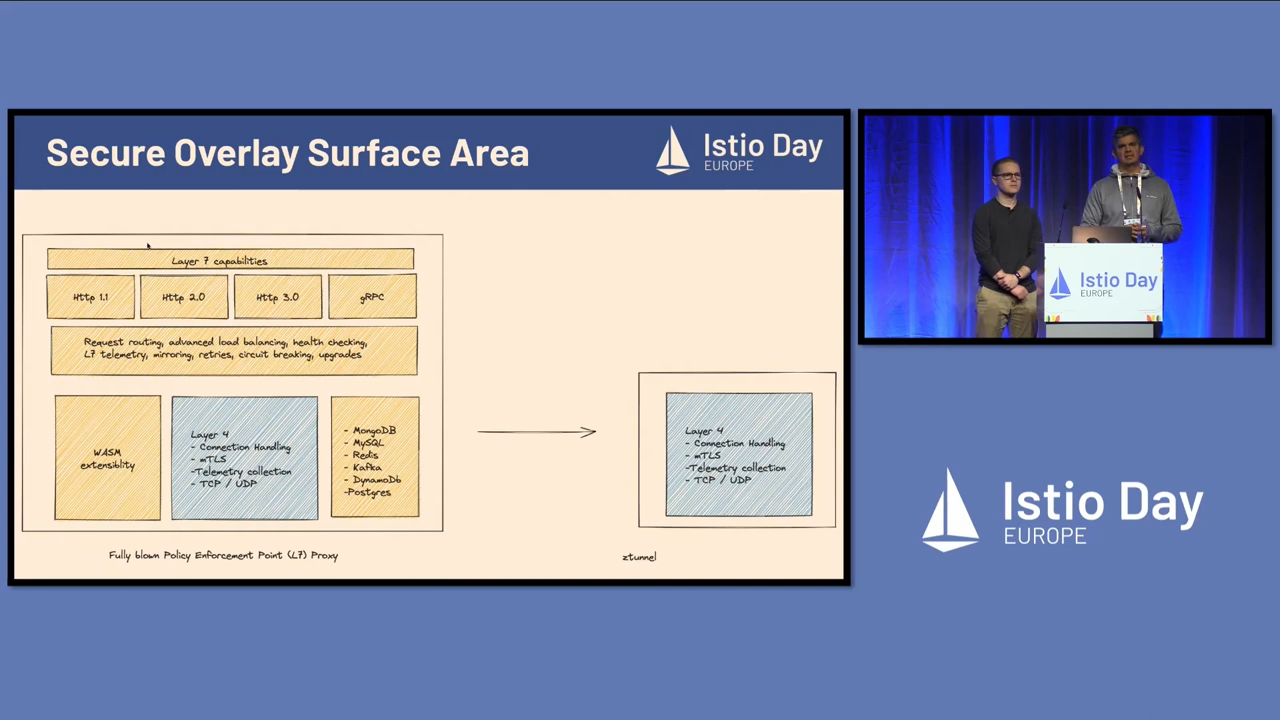 Secure Overlay Surface Area
Istio Day
EUROPE
Layer 7 capabilities
Http 1.1
Http 2.0
Http 3.0
gRPC
Request routing, advanced load balancing, health checking,
L7 telemetry, mirroring, retries, circuit breaking, upgrades
WASM
extensiblity
Layer 4
- Connection Handling
- mTLS
-Telemetry collection
- TCP / UDP
- MongoDB
- MySQL
- Redis
- Kafka
- DynamoDb
-Postgres
Fully blown Policy Enforcement Point (L7) Proxy
Layer 4
- Connection Handling
- mTLS
-Telemetry collection
- TCP / UDP
ztunnel
Istio Day
EUROPE
Istio Day
EUROPE